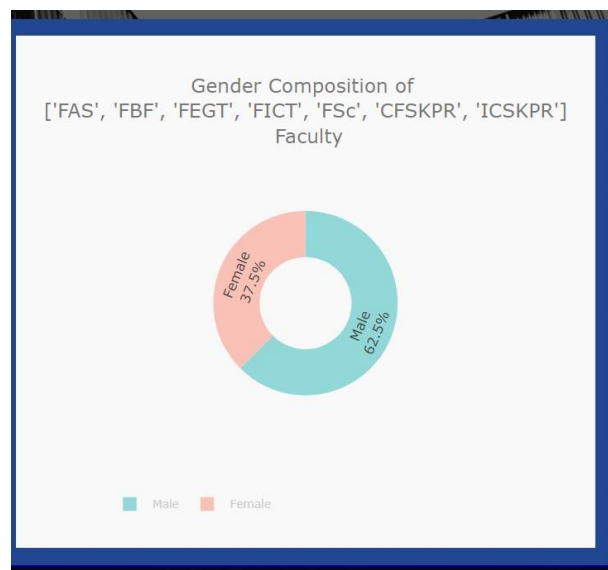 Gender Composition of
['FAS', 'FBF', 'FEGT', 'FICT', 'FSc', 'CFSKPR', 'ICSKPR']
Faculty
Female
37.5%
Male
62.5%
Male Female